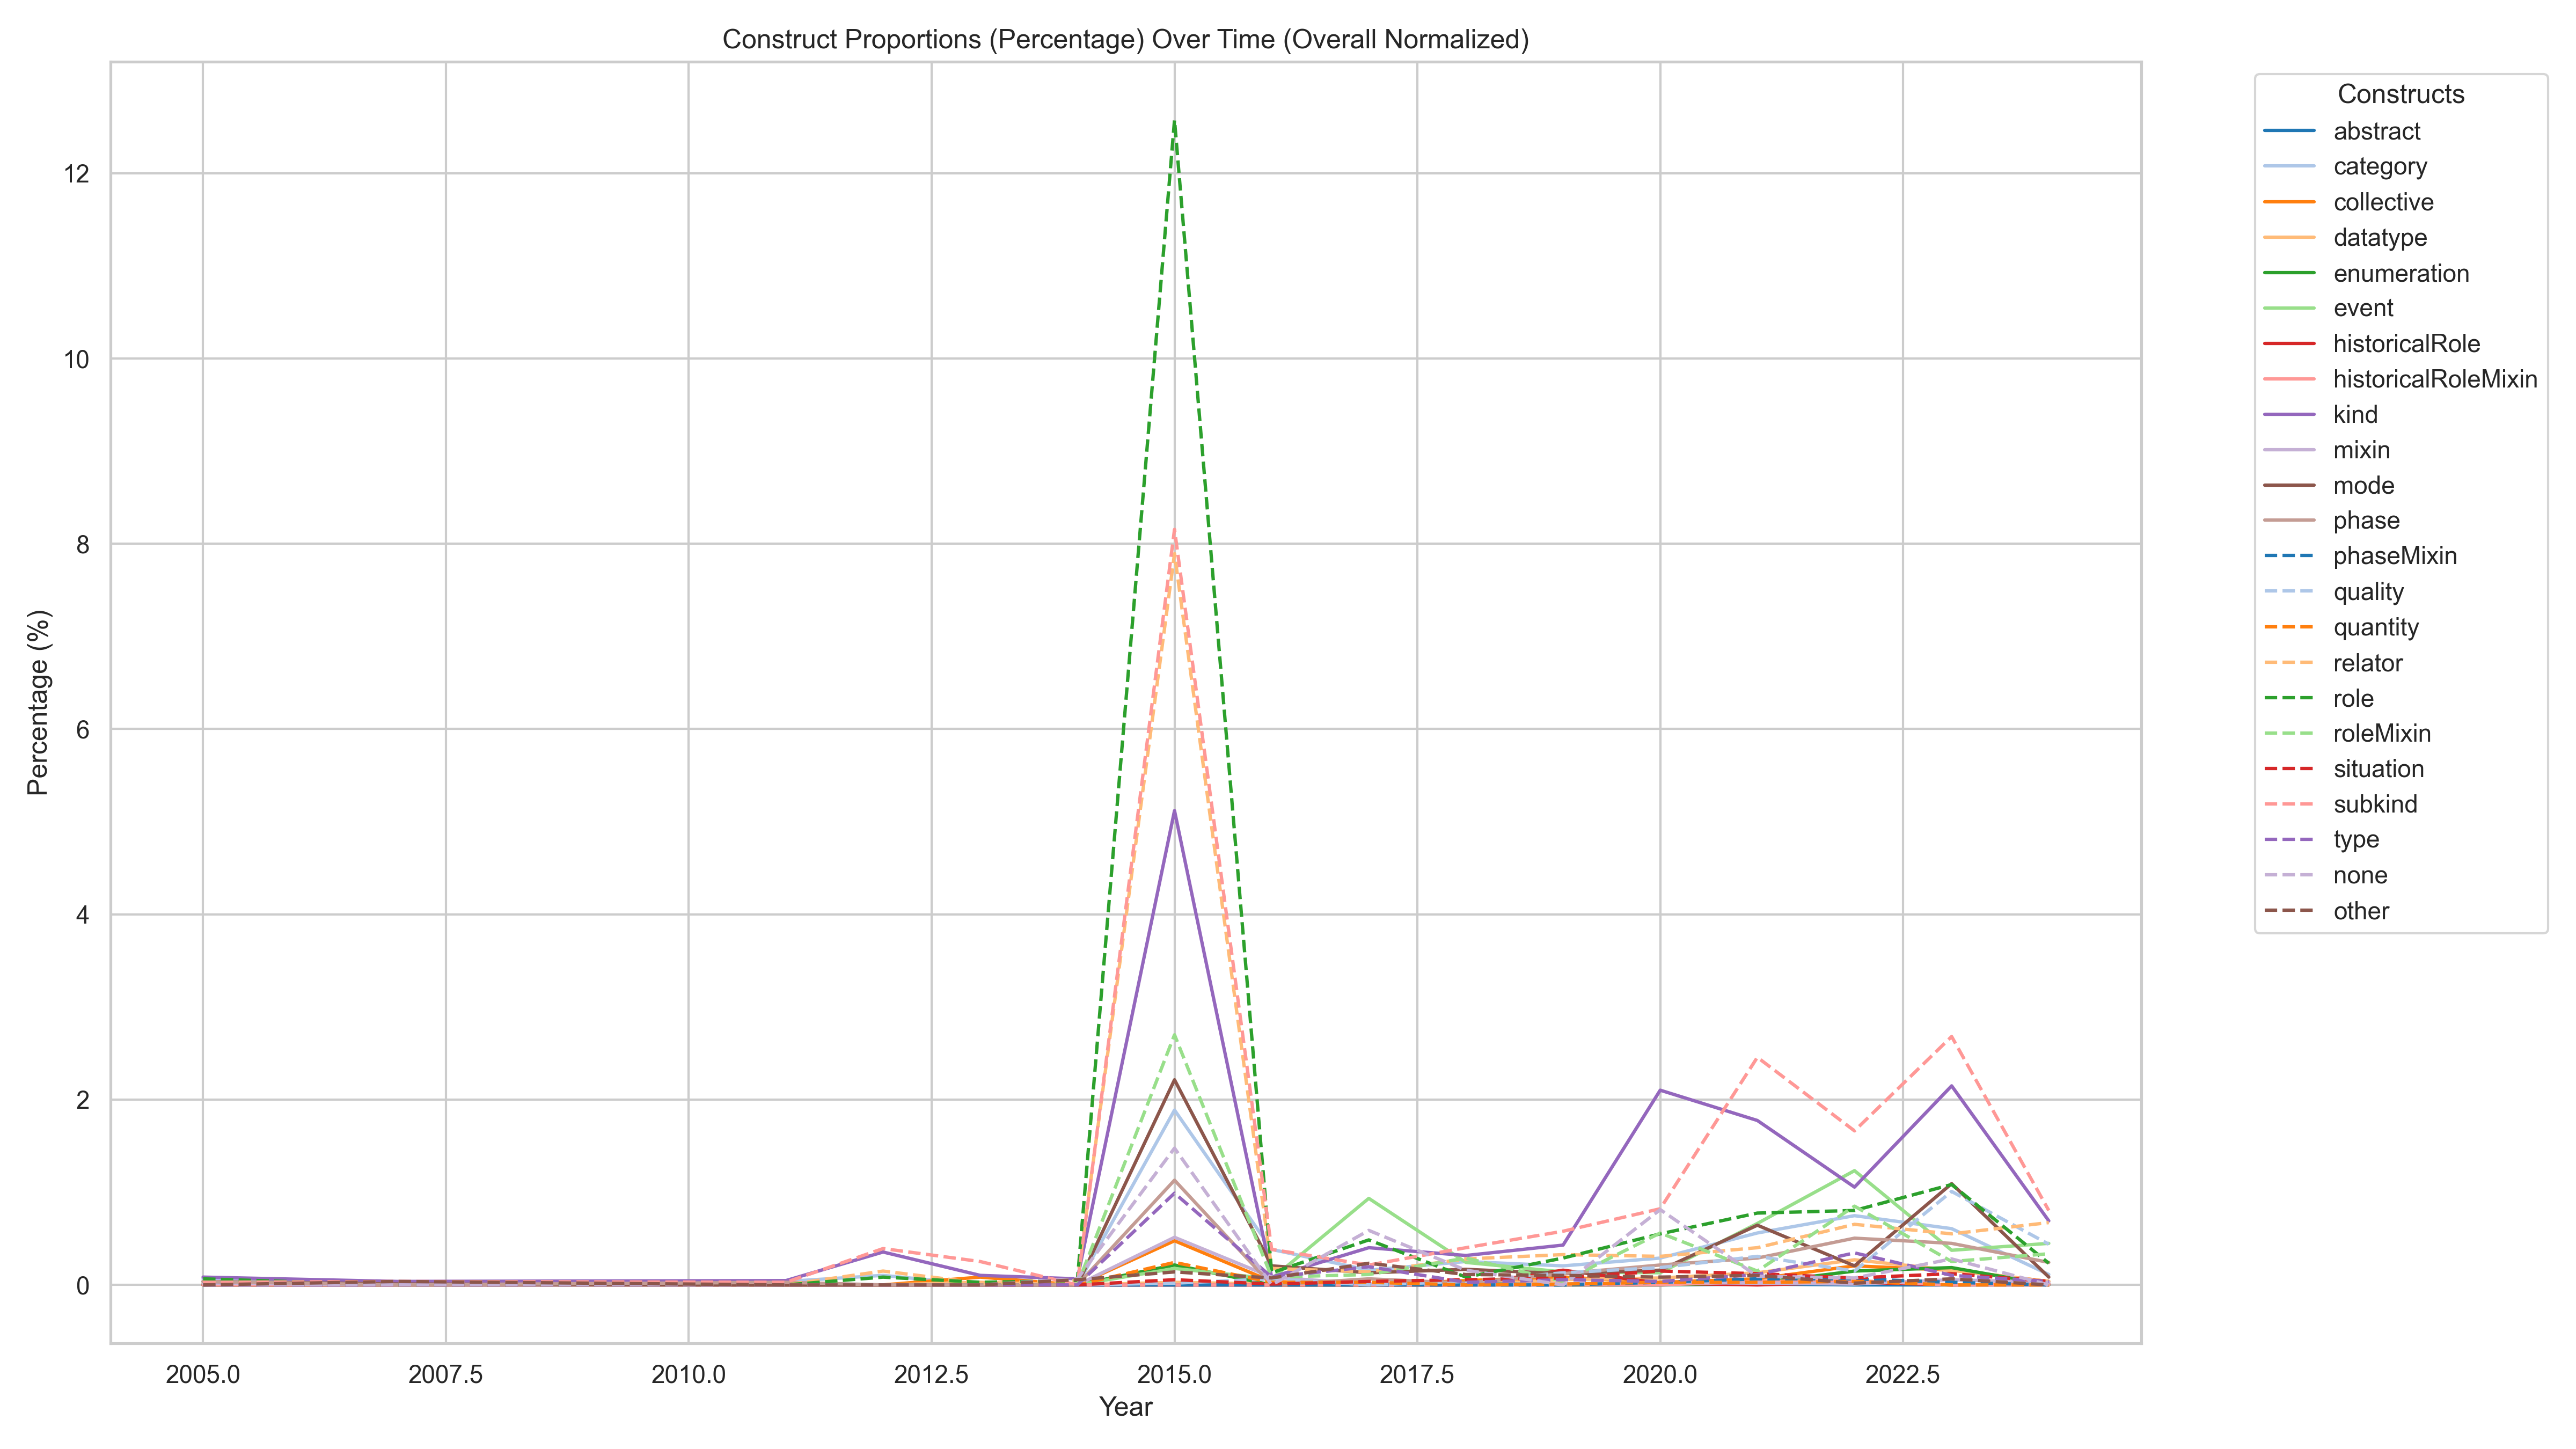 Construct Proportions (Percentage) Over Time (Overall Normalized)
Percentage (%)
12
10
8
6
4
2
0
2005.0 2007.5 2010.0 2012.5 2015.0 2017.5 2020.0 2022.5
Year
Constructs
abstract
category
collective
datatype
enumeration
event
historicalRole
historicalRoleMixin
kind
mixin
mode
phase
phaseMixin
quality
quantity
relator
role
roleMixin
situation
subkind
type
none
other